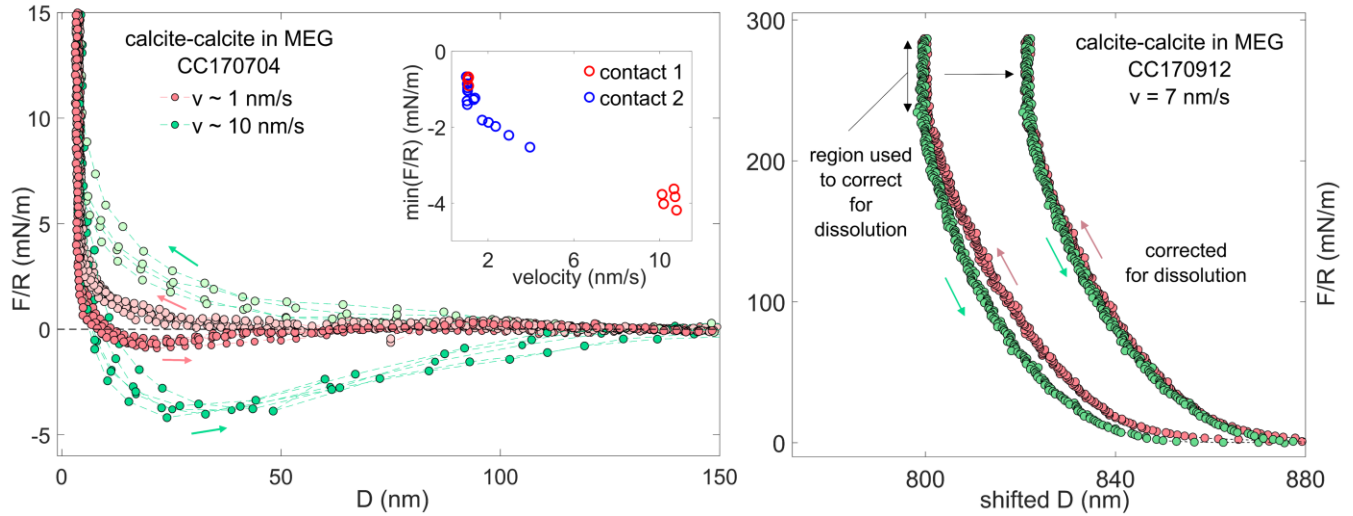 calcite-calcite in MEG
CC170704
v ~ 1 nm/s
v ~ 10 nm/s
15
10
5
0
-5
F/R (mN/m)
0
50
100
150
D (nm)
0
-2
-4
min(F/R) (mN/m)
contact 1
contact 2
2
6
10
velocity (nm/s)
300
200
100
0
calcite-calcite in MEG
CC170912
v = 7 nm/s
region used
to correct
for
dissolution
corrected
for dissolution
800
840
880
shifted D (nm)
F/R (mN/m)